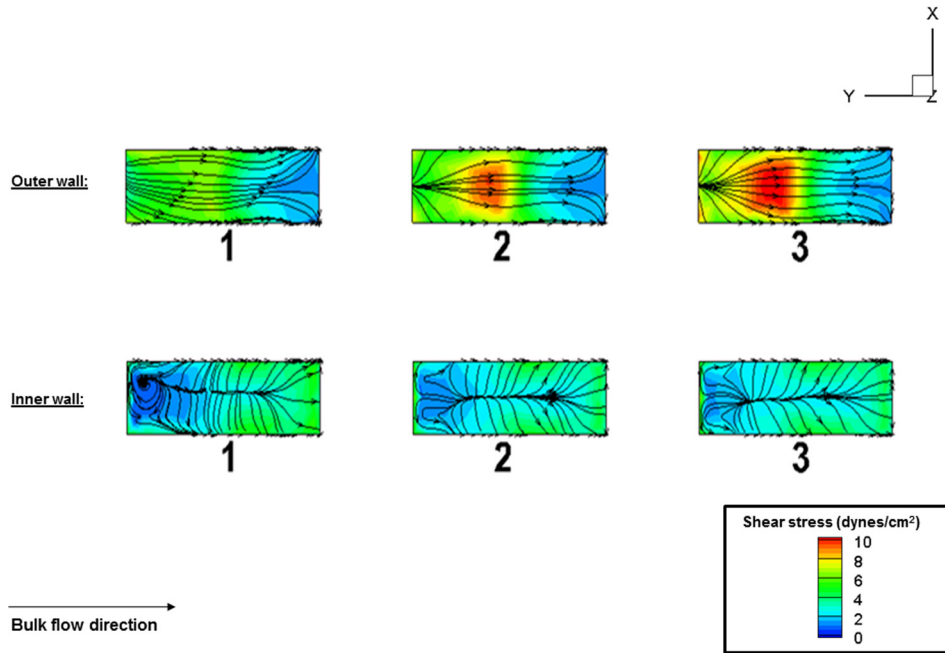 X
Y
Z
Outer wall:
1
2
3
Inner wall:
1
2
3
Shear stress (dynes/cm²)
10
8
6
4
2
0
Bulk flow direction